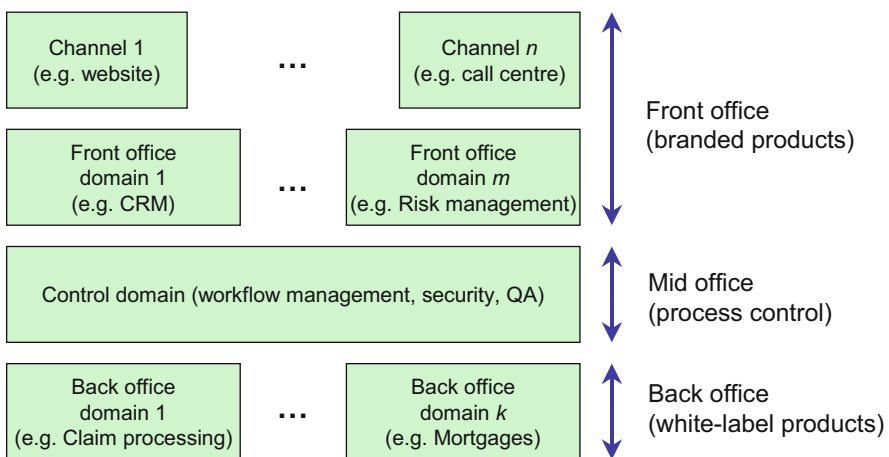 Channel 1
(e.g. website)
...
Channel n
(e.g. call centre)
Front office
(branded products)
Front office
domain 1
(e.g. CRM)
...
Front office
domain m
(e.g. Risk management)
Control domain (workflow management, security, QA)
Mid office
(process control)
Back office
domain 1
(e.g. Claim processing)
...
Back office
domain k
(e.g. Mortgages)
Back office
(white-label products)